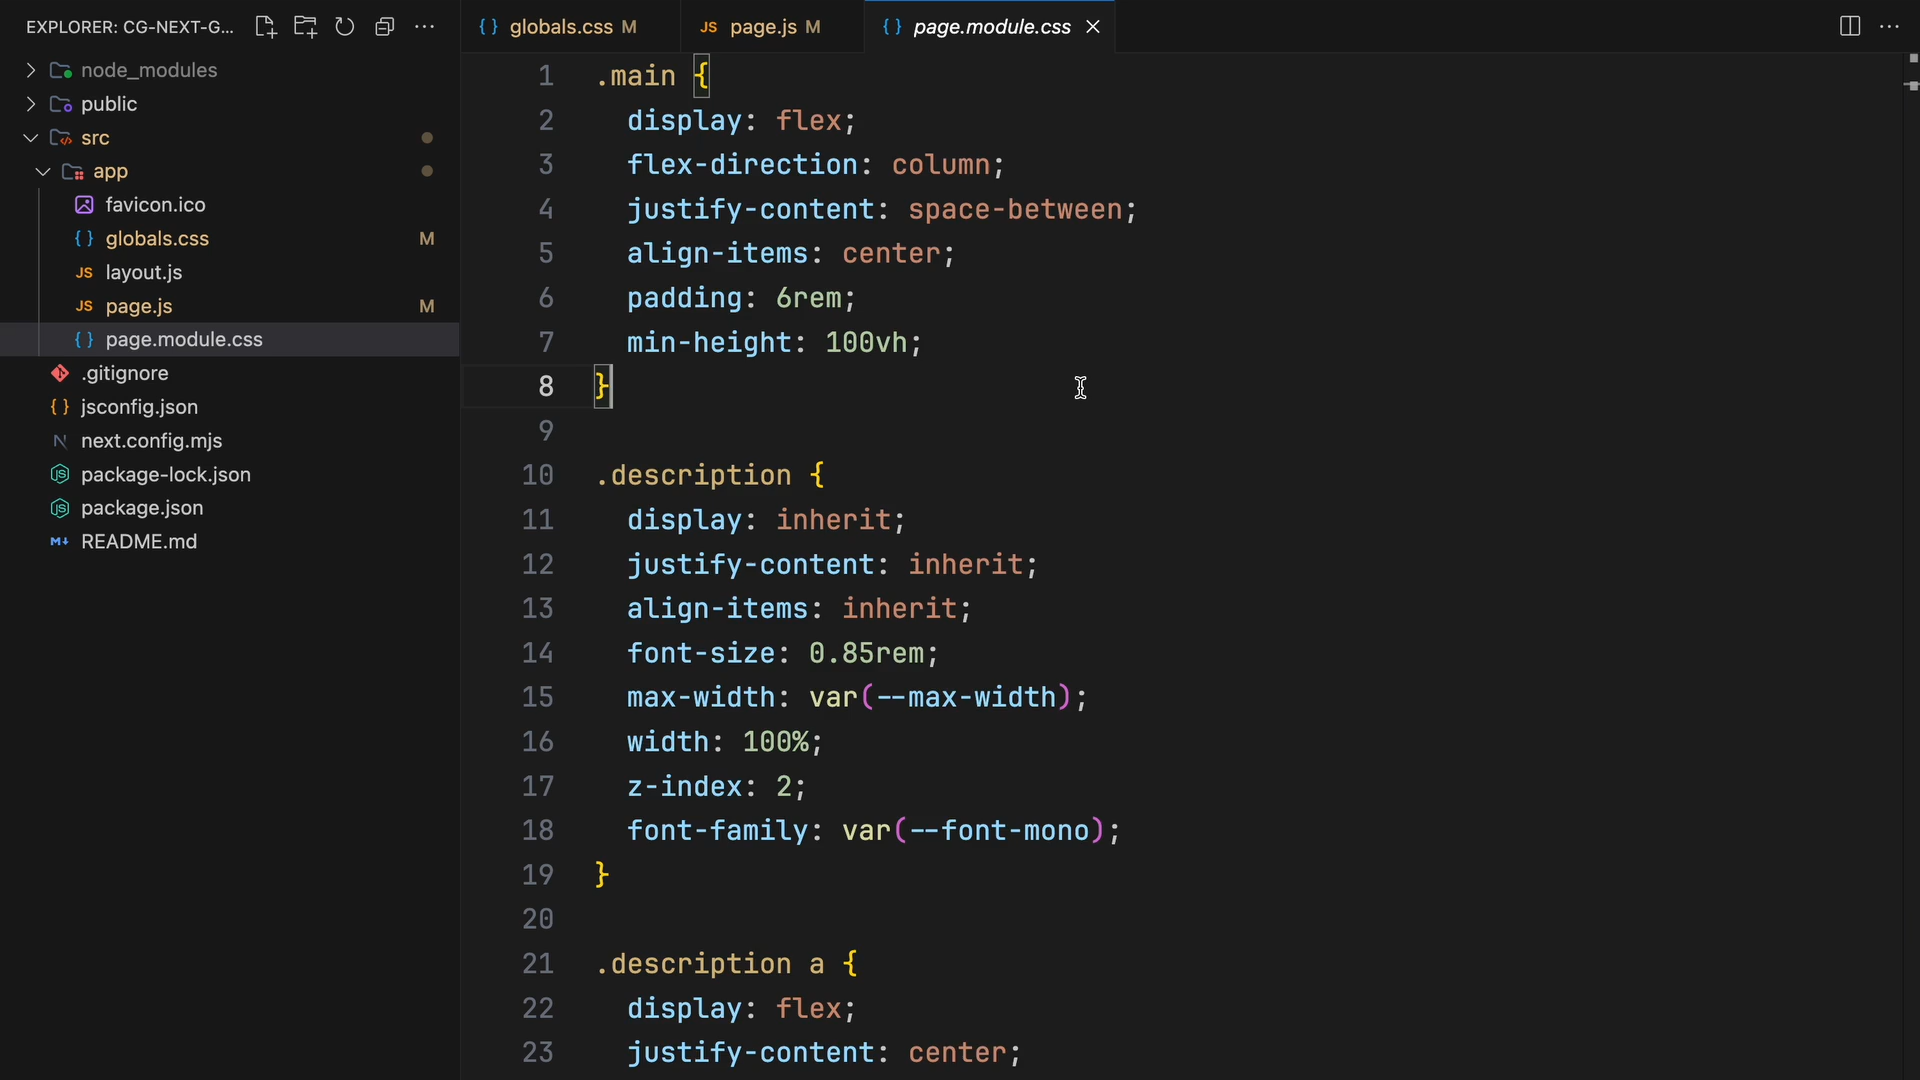 EXPLORER: CG-NEXT-G...
node_modules
public
src
app
favicon.ico
globals.css M
layout.js
page.js M
page.module.css
.gitignore
jsconfig.json
next.config.mjs
package-lock.json
package.json
README.md
globals.css M
page.js M
page.module.css
1 .main {
2 display: flex;
3 flex-direction: column;
4 justify-content: space-between;
5 align-items: center;
6 padding: 6rem;
7 min-height: 100vh;
8 }
9
10 .description {
11 display: inherit;
12 justify-content: inherit;
13 align-items: inherit;
14 font-size: 0.85rem;
15 max-width: var(--max-width);
16 width: 100%;
17 z-index: 2;
18 font-family: var(--font-mono);
19 }
20
21 .description a {
22 display: flex;
23 justify-content: center;